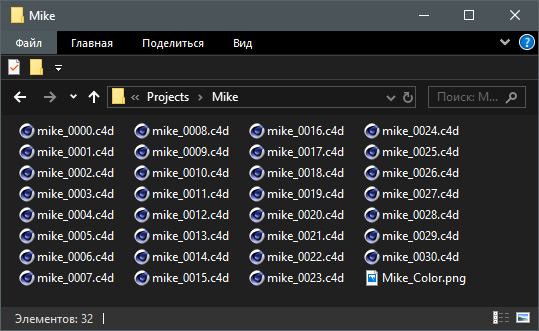 Mike
Файл Главная Поделиться Вид
Projects Mike Поиск: M...
mike_0000.c4d mike_0008.c4d mike_0016.c4d mike_0024.c4d
mike_0001.c4d mike_0009.c4d mike_0017.c4d mike_0025.c4d
mike_0002.c4d mike_0010.c4d mike_0018.c4d mike_0026.c4d
mike_0003.c4d mike_0011.c4d mike_0019.c4d mike_0027.c4d
mike_0004.c4d mike_0012.c4d mike_0020.c4d mike_0028.c4d
mike_0005.c4d mike_0013.c4d mike_0021.c4d mike_0029.c4d
mike_0006.c4d mike_0014.c4d mike_0022.c4d mike_0030.c4d
mike_0007.c4d mike_0015.c4d mike_0023.c4d Mike_Color.png
Элементов: 32